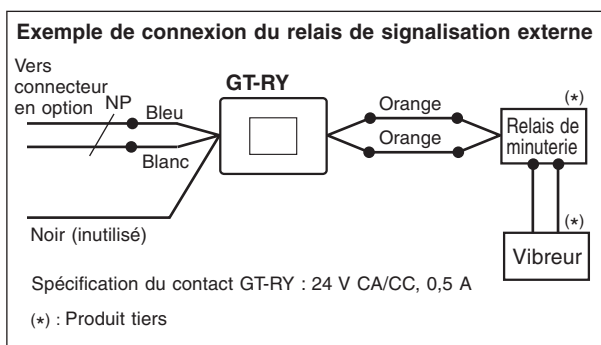 Exemple de connexion du relais de signalisation externe
Vers
connecteur
en option
NP
Bleu
Blanc
Noir (inutilisé)
GT-RY
Orange
Orange
(*)
Relais de
minuterie
(*)
Vibreur
Spécification du contact GT-RY : 24 V CA/CC, 0,5 A
(*) : Produit tiers